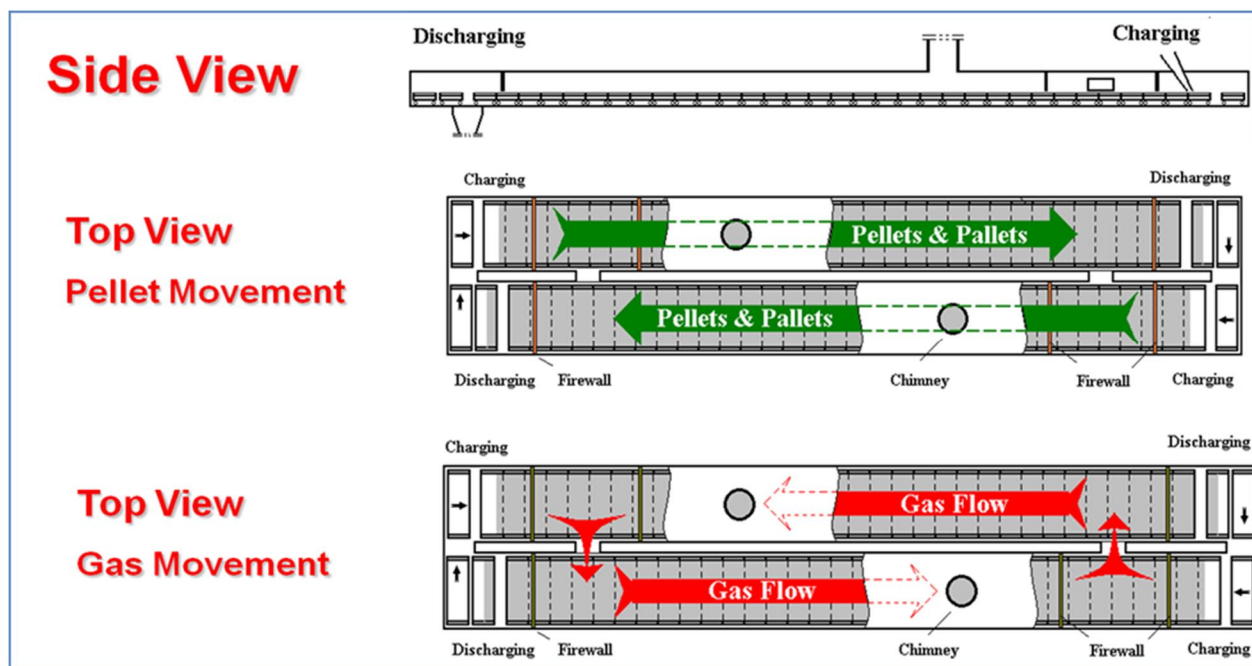 Side View
Discharging
Charging
Top View
Pellet Movement
Charging
Discharging
Pellets & Pallets
Pellets & Pallets
Discharging
Firewall
Chimney
Firewall
Charging
Top View
Gas Movement
Charging
Discharging
Gas Flow
Gas Flow
Discharging
Firewall
Chimney
Firewall
Charging